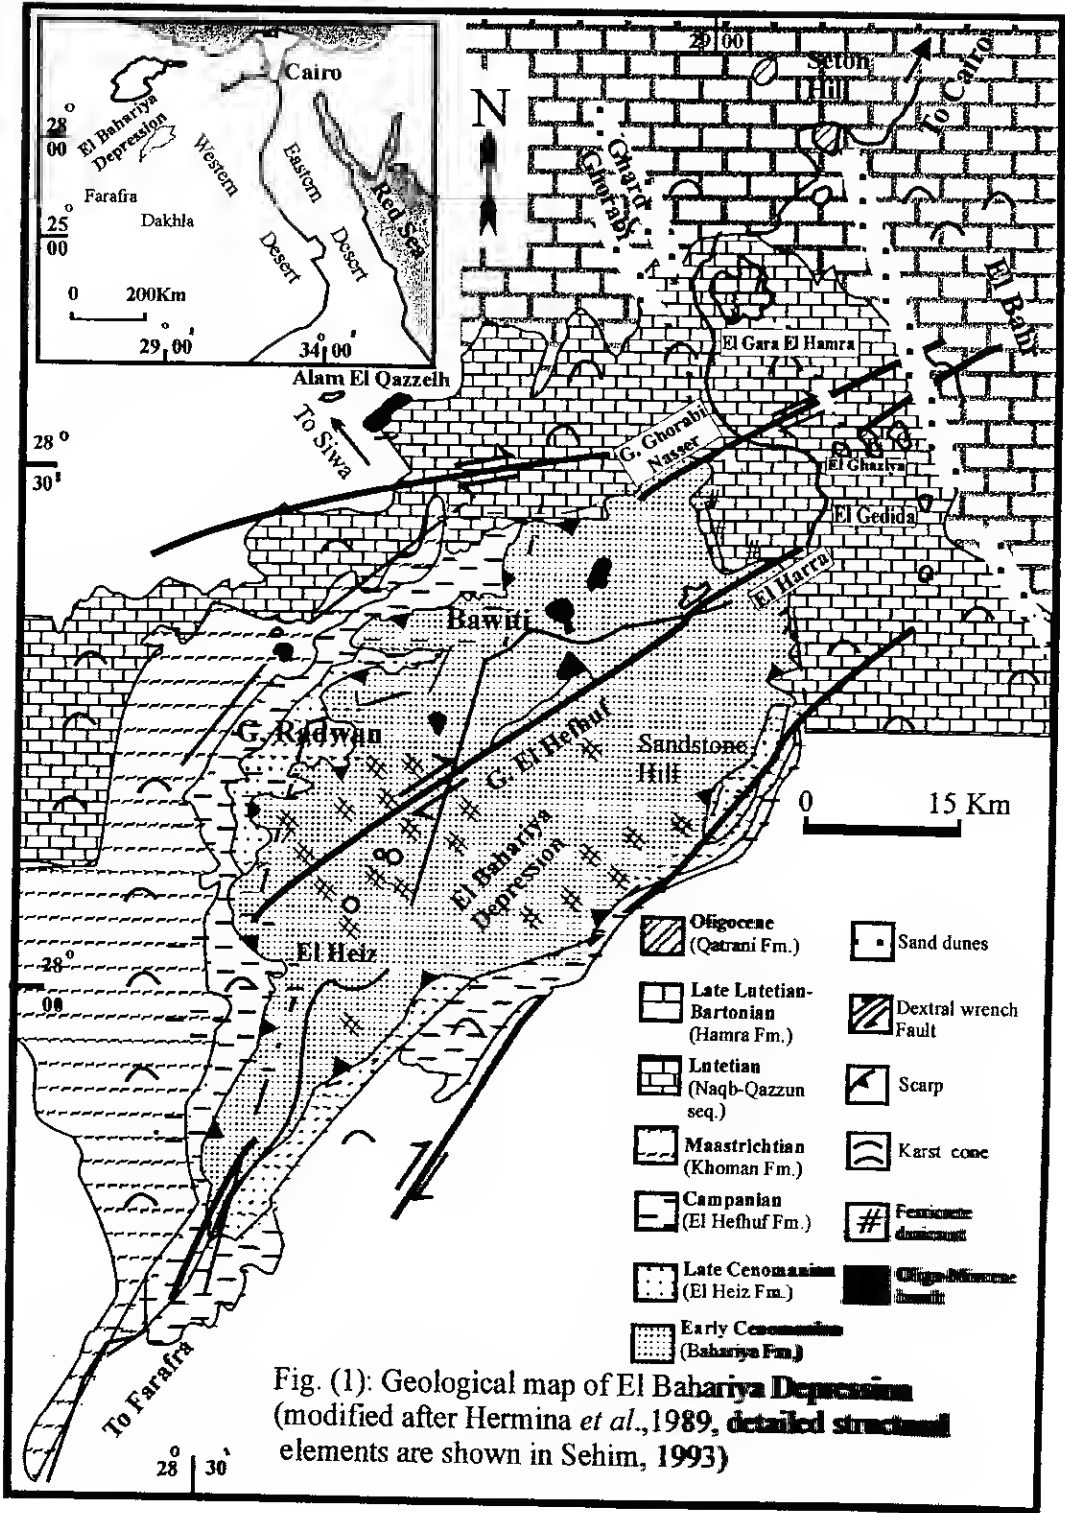 Cairo
28°
00
El Bahariya
Depression
Western
Desert
Eastern
Desert
Red Sea
Farafra
Dakhla
25°
00
0 200Km
29° 00'
34° 00'
29 00
Seton
Hill
To Cairo
N
Ghard
Ghorabi
El Bahr
El Gara El Hamra
Alam El Qazzelh
To Siwa
28°
30'
G. Ghorabi
Nasser
El Ghaziya
El Gedida
El Harra
Bawiti
G. Radwan
G. El Hefhuf
Sandstone
Hill
0 15 Km
El Bahariya
Depression
El Heiz
28°
00
To Farafra
28° 30'
Oligocene
(Qatrani Fm.)
Late Lutetian-
Bartonian
(Hamra Fm.)
Lutetian
(Naqb-Qazzun
seq.)
Maastrichtian
(Khoman Fm.)
Campanian
(El Hefhuf Fm.)
Late Cenomanian
(El Heiz Fm.)
Early Cenomanian
(Bahariya Fm.)
Sand dunes
Dextral wrench
Fault
Scarp
Karst cone
Ferricrete
Oligo-Miocene
Fig. (1): Geological map of El Bahariya Depression
(modified after Hermina et al.,1989, detailed structural
elements are shown in Sehim, 1993)